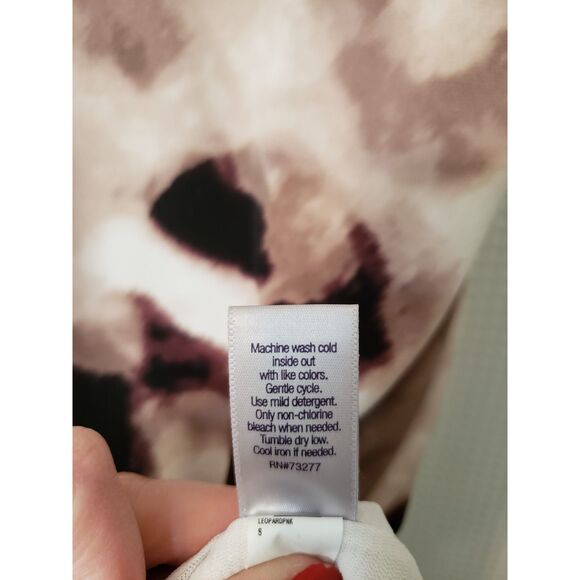 Machine wash cold
inside out
with like colors.
Gentle cycle.
Use mild detergent.
Only non-chlorine
bleach when needed.
Tumble dry low.
Cool iron if needed.
RN#73277
LEOPARDPNK
S